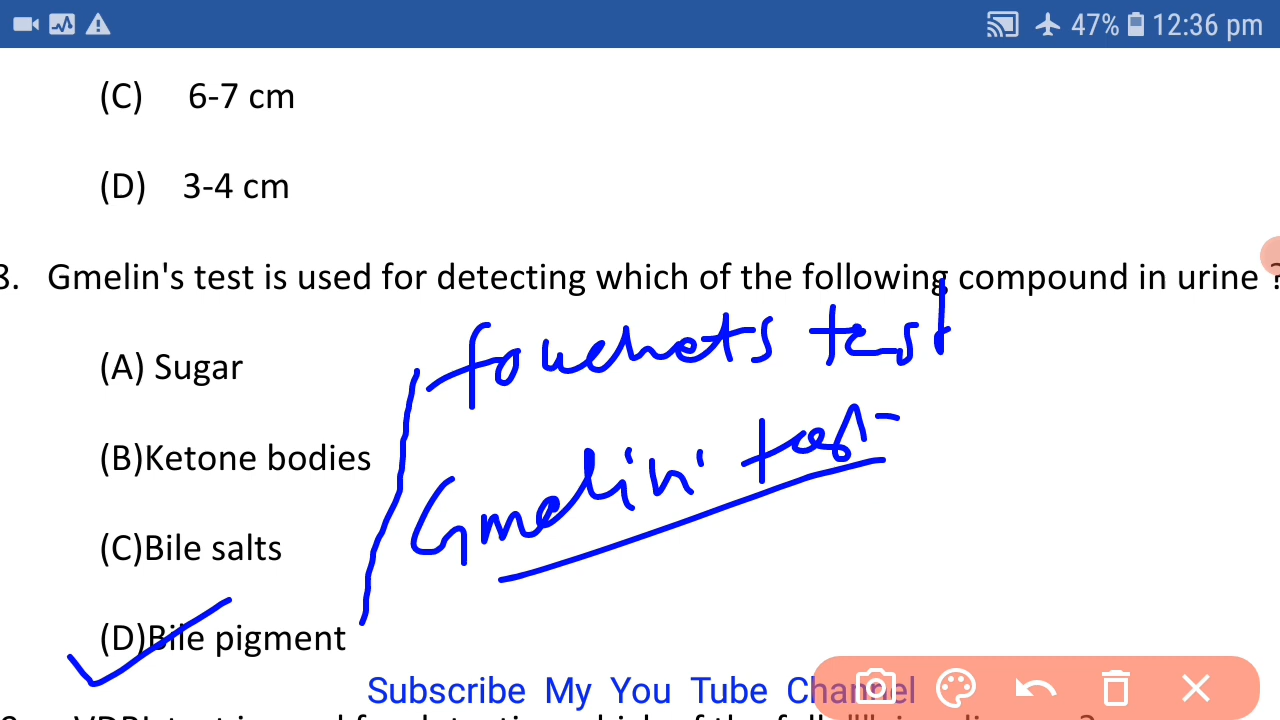 47% 12:36 pm
(C) 6-7 cm
(D) 3-4 cm
3. Gmelin's test is used for detecting which of the following compound in urine ?
fouchets test
(A) Sugar
Gmelin' test
(B)Ketone bodies
(C)Bile salts
(D)Bile pigment
Subscribe My You Tube Channel